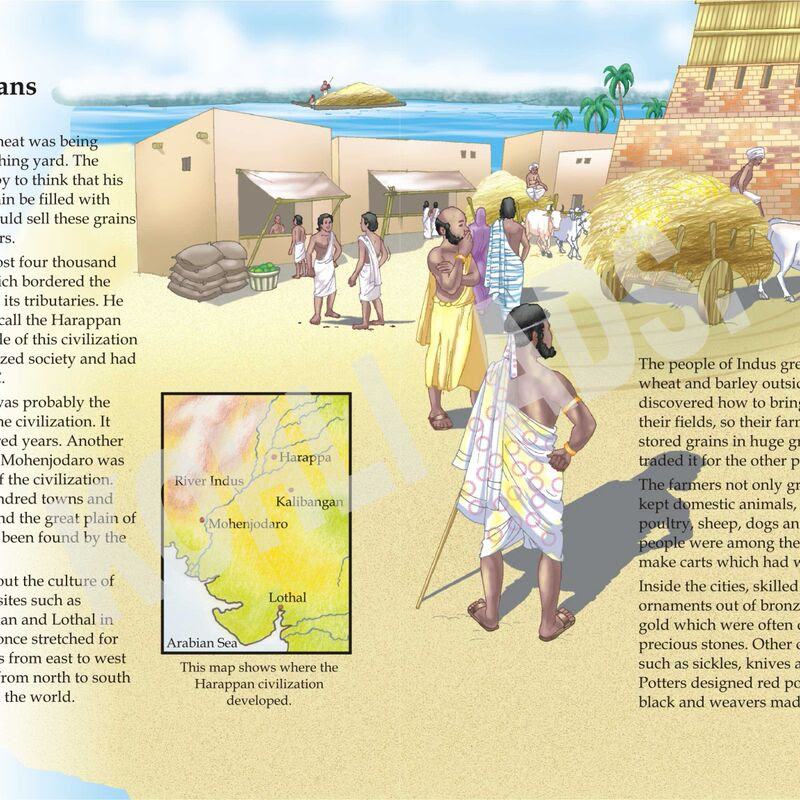 ans
heat was being
hing yard. The
py to think that his
ain be filled with
ould sell these grains
rs.
ost four thousand
ich bordered the
its tributaries. He
call the Harappan
le of this civilization
ized society and had
was probably the
ne civilization. It
red years. Another
Mohenjodaro was
f the civilization.
ndred towns and
nd the great plain of
been found by the
out the culture of
sites such as
an and Lothal in
once stretched for
s from east to west
from north to south
the world.
Harappa
River Indus
Kalibangan
Mohenjodaro
Lothal
Arabian Sea
This map shows where the
Harappan civilization
developed.
The people of Indus gre
wheat and barley outsid
discovered how to bring
their fields, so their farm
stored grains in huge gr
traded it for the other p
The farmers not only gr
kept domestic animals,
poultry, sheep, dogs an
people were among the
make carts which had w
Inside the cities, skilled
ornaments out of bronz
gold which were often e
precious stones. Other c
such as sickles, knives a
Potters designed red po
black and weavers mad